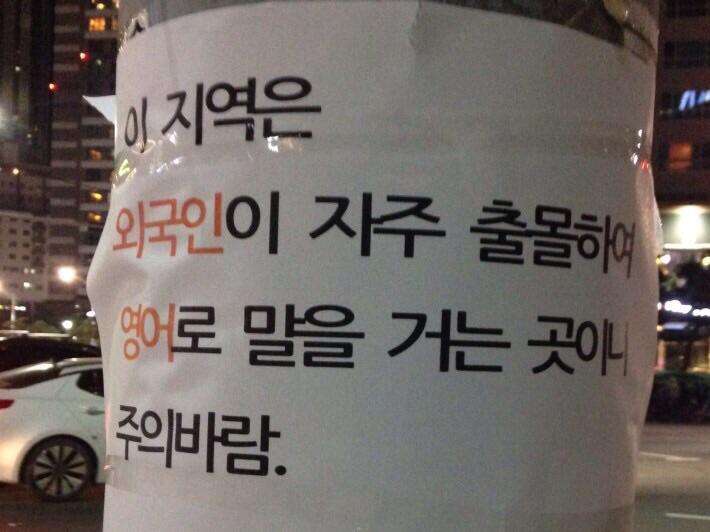 이 지역은
외국인이 자주 출몰하여
영어로 말을 거는 곳이니
주의바람.